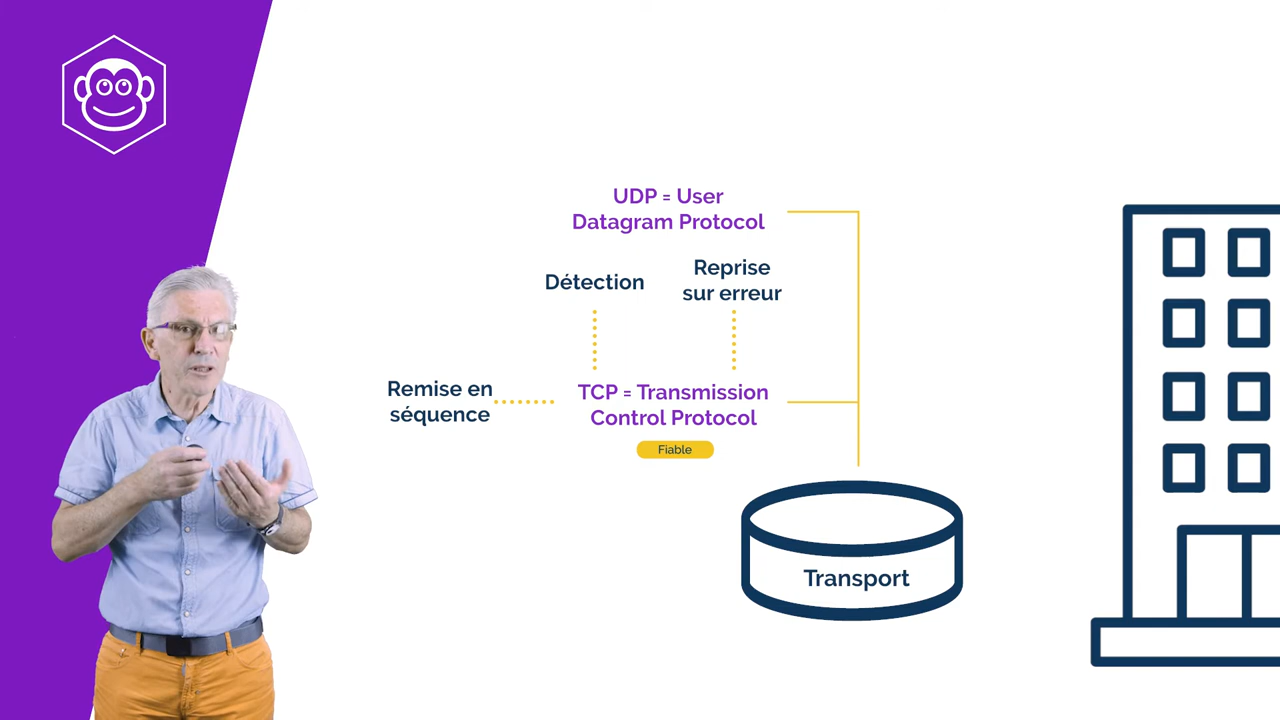 UDP = User
Datagram Protocol
Détection
Reprise
sur erreur
Remise en
séquence
TCP = Transmission
Control Protocol
Fiable
Transport